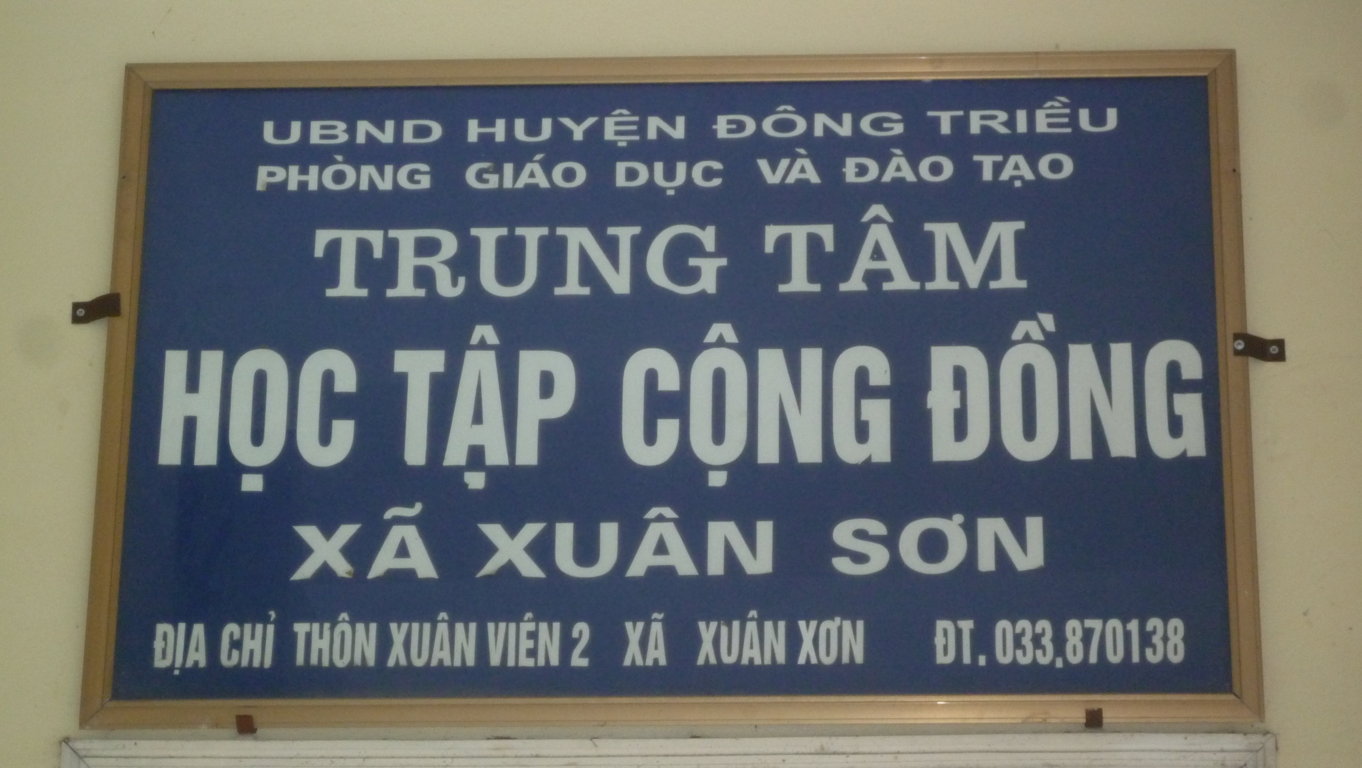 UBND HUYỆN ĐÔNG TRIỀU
PHÒNG GIÁO DỤC VÀ ĐÀO TẠO
TRUNG TÂM
HỌC TẬP CỘNG ĐỒNG
XÃ XUÂN SƠN
ĐỊA CHỈ THÔN XUÂN VIÊN 2 XÃ XUÂN XƠN ĐT. 033.870138